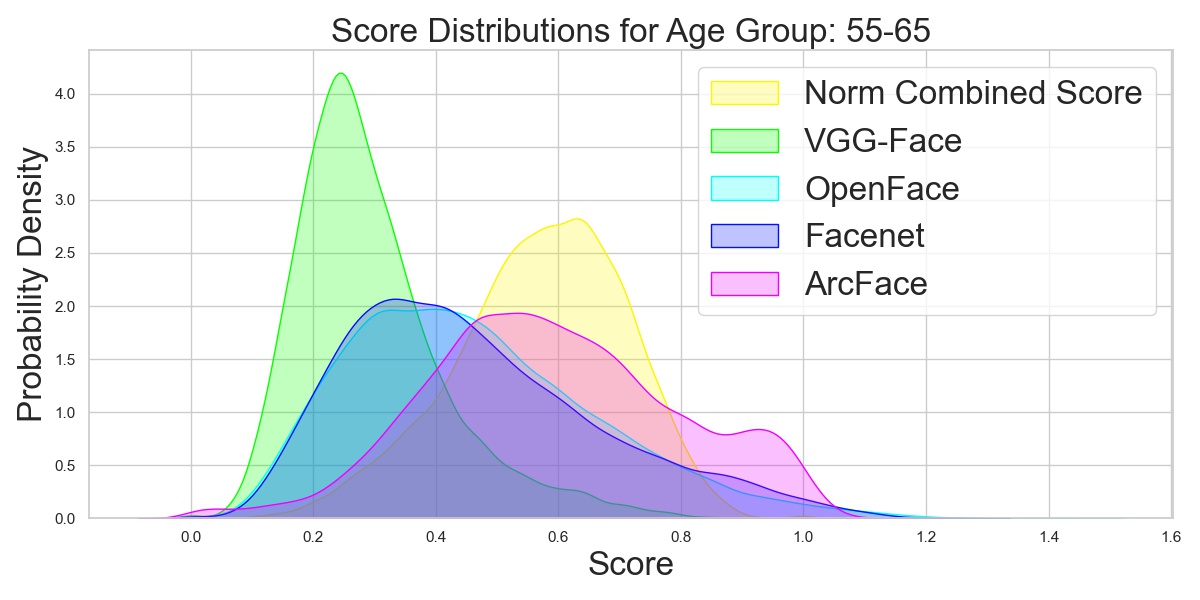 Score Distributions for Age Group: 55-65
Probability Density
4.0
3.5
3.0
2.5
2.0
1.5
1.0
0.5
0.0
Norm Combined Score
VGG-Face
OpenFace
Facenet
ArcFace
0.0 0.2 0.4 0.6 0.8 1.0 1.2 1.4 1.6
Score